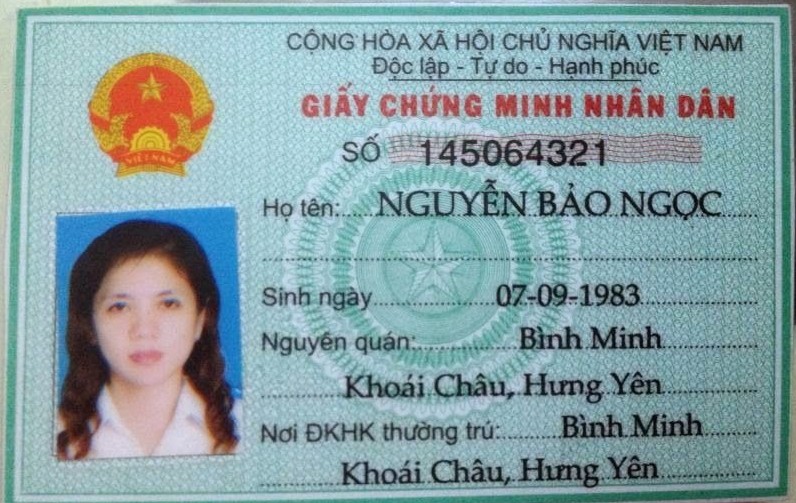 CỘNG HÒA XÃ HỘI CHỦ NGHĨA VIỆT NAM
Độc lập - Tự do - Hạnh phúc
GIẤY CHỨNG MINH NHÂN DÂN
SỐ 145064321
Họ tên: NGUYỄN BẢO NGỌC
Sinh ngày 07-09-1983
Nguyên quán: Bình Minh
Khoái Châu, Hưng Yên
Nơi ĐKHK thường trú: Bình Minh
Khoái Châu, Hưng Yên
VIỆT NAM